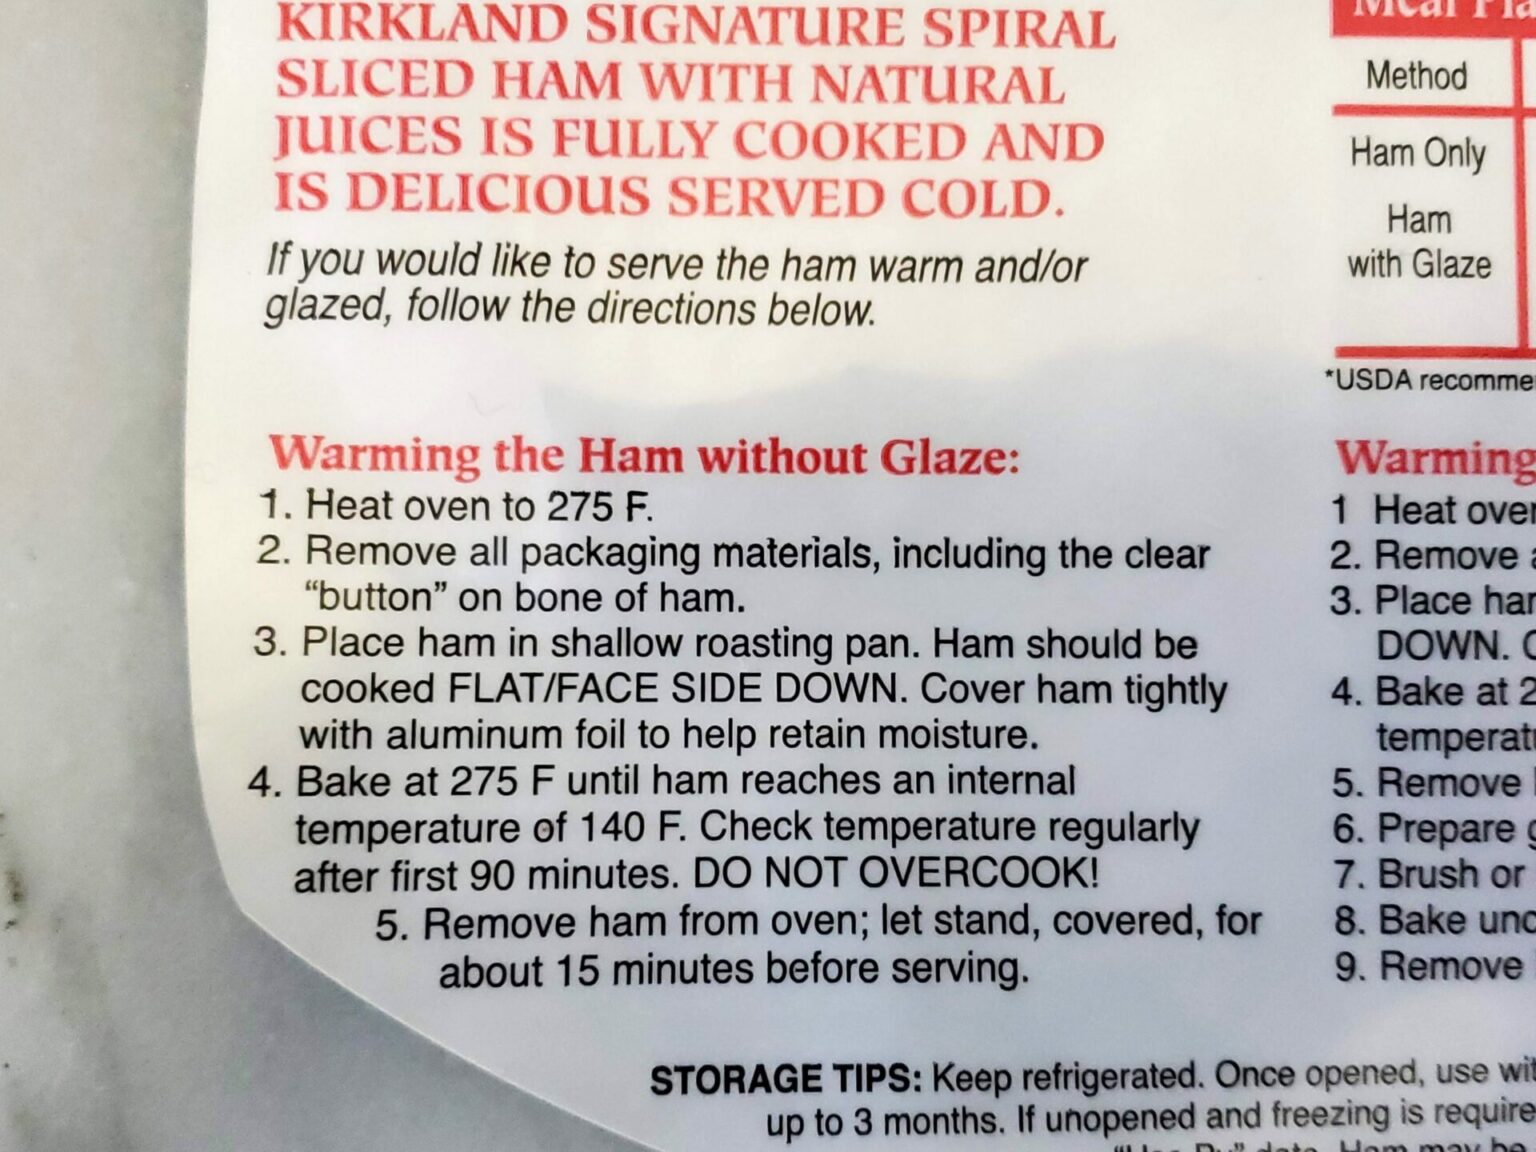 KIRKLAND SIGNATURE SPIRAL
SLICED HAM WITH NATURAL
JUICES IS FULLY COOKED AND
IS DELICIOUS SERVED COLD.
If you would like to serve the ham warm and/or
glazed, follow the directions below.
Warming the Ham without Glaze:
1. Heat oven to 275 F.
2. Remove all packaging materials, including the clear
"button" on bone of ham.
3. Place ham in shallow roasting pan. Ham should be
cooked FLAT/FACE SIDE DOWN. Cover ham tightly
with aluminum foil to help retain moisture.
4. Bake at 275 F until ham reaches an internal
temperature of 140 F. Check temperature regularly
after first 90 minutes. DO NOT OVERCOOK!
5. Remove ham from oven; let stand, covered, for
about 15 minutes before serving.
Meal
Method
Ham Only
Ham
with Glaze
*USDA
Warming
1 Heat
2. Remove
3. Place
DOWN.
4. Bake at
5. Remove
6. Prepare
7. Brush or
8. Bake
9. Remove
STORAGE TIPS: Keep refrigerated. Once opened, use
up to 3 months. If unopened and freezing is
date. Ham may be